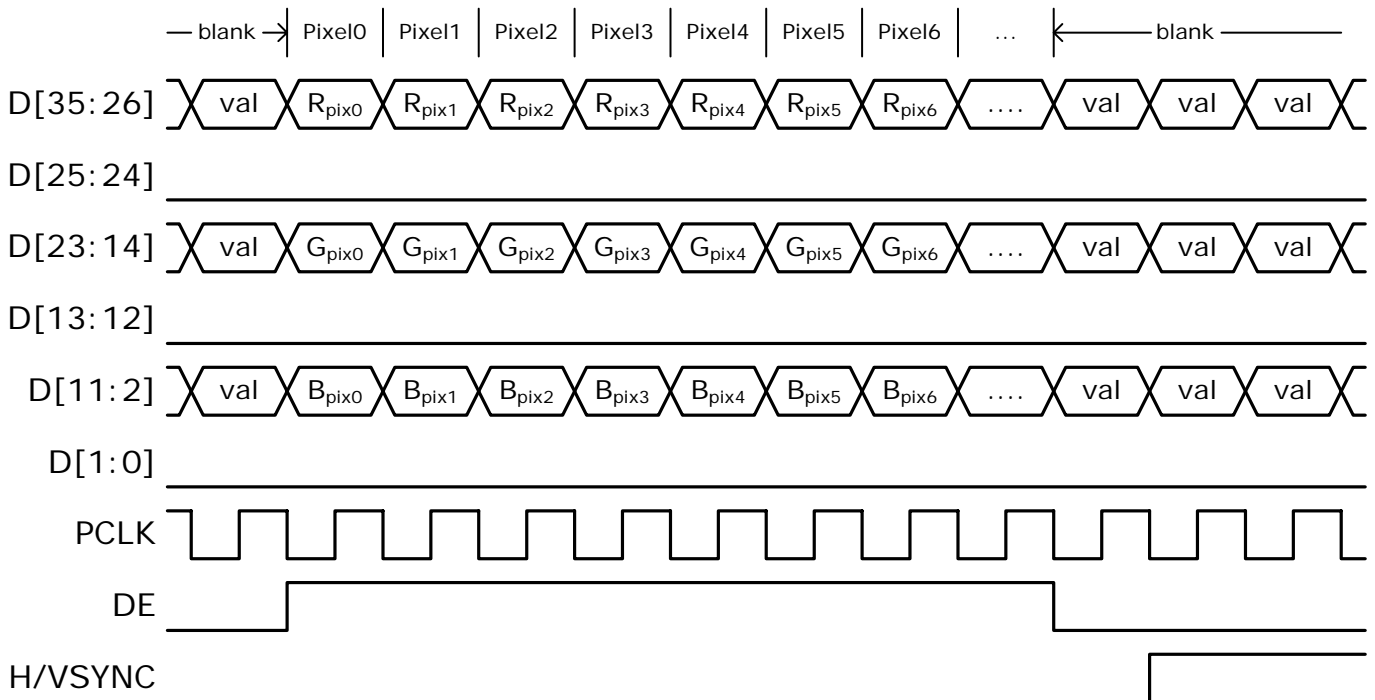 blank Pixel0 Pixel1 Pixel2 Pixel3 Pixel4 Pixel5 Pixel6 ... blank
D[35:26] val Rpix0 Rpix1 Rpix2 Rpix3 Rpix4 Rpix5 Rpix6 .... val val val
D[25:24]
D[23:14] val Gpix0 Gpix1 Gpix2 Gpix3 Gpix4 Gpix5 Gpix6 .... val val val
D[13:12]
D[11:2] val Bpix0 Bpix1 Bpix2 Bpix3 Bpix4 Bpix5 Bpix6 .... val val val
D[1:0]
PCLK
DE
H/VSYNC